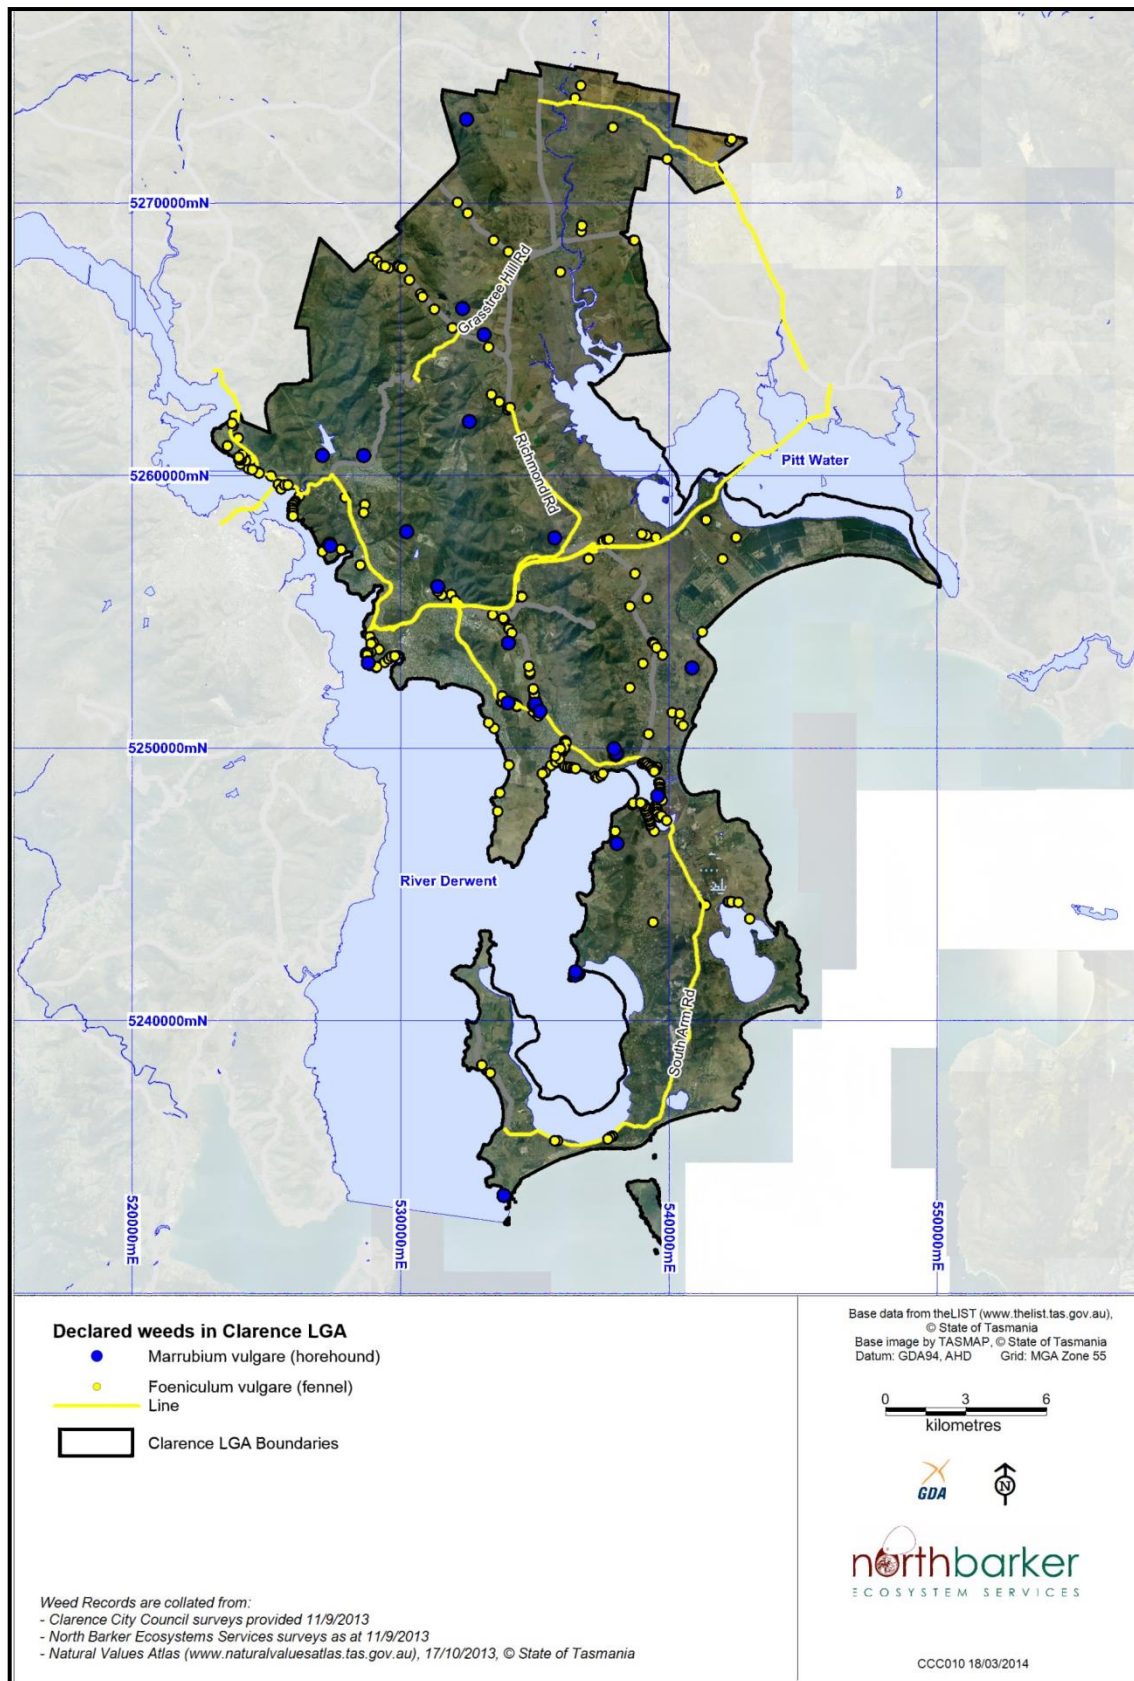 5270000mN
Grasstree Hill Rd
Richmond Rd
Pitt Water
5260000mN
5250000mN
River Derwent
5240000mN
South Arm Rd
520000mE
530000mE
540000mE
550000mE
Declared weeds in Clarence LGA
Marrubium vulgare (horehound)
Foeniculum vulgare (fennel)
Line
Clarence LGA Boundaries
Weed Records are collated from:
- Clarence City Council surveys provided 11/9/2013
- North Barker Ecosystems Services surveys as at 11/9/2013
- Natural Values Atlas (www.naturalvaluesatlas.tas.gov.au), 17/10/2013, © State of Tasmania
Base data from theLIST (www.thelist.tas.gov.au),
© State of Tasmania
Base image by TASMAP, © State of Tasmania
Datum: GDA94, AHD Grid: MGA Zone 55
0 3 6
kilometres
GDA
N
northbarker
ECOSYSTEM SERVICES
CCC010 18/03/2014